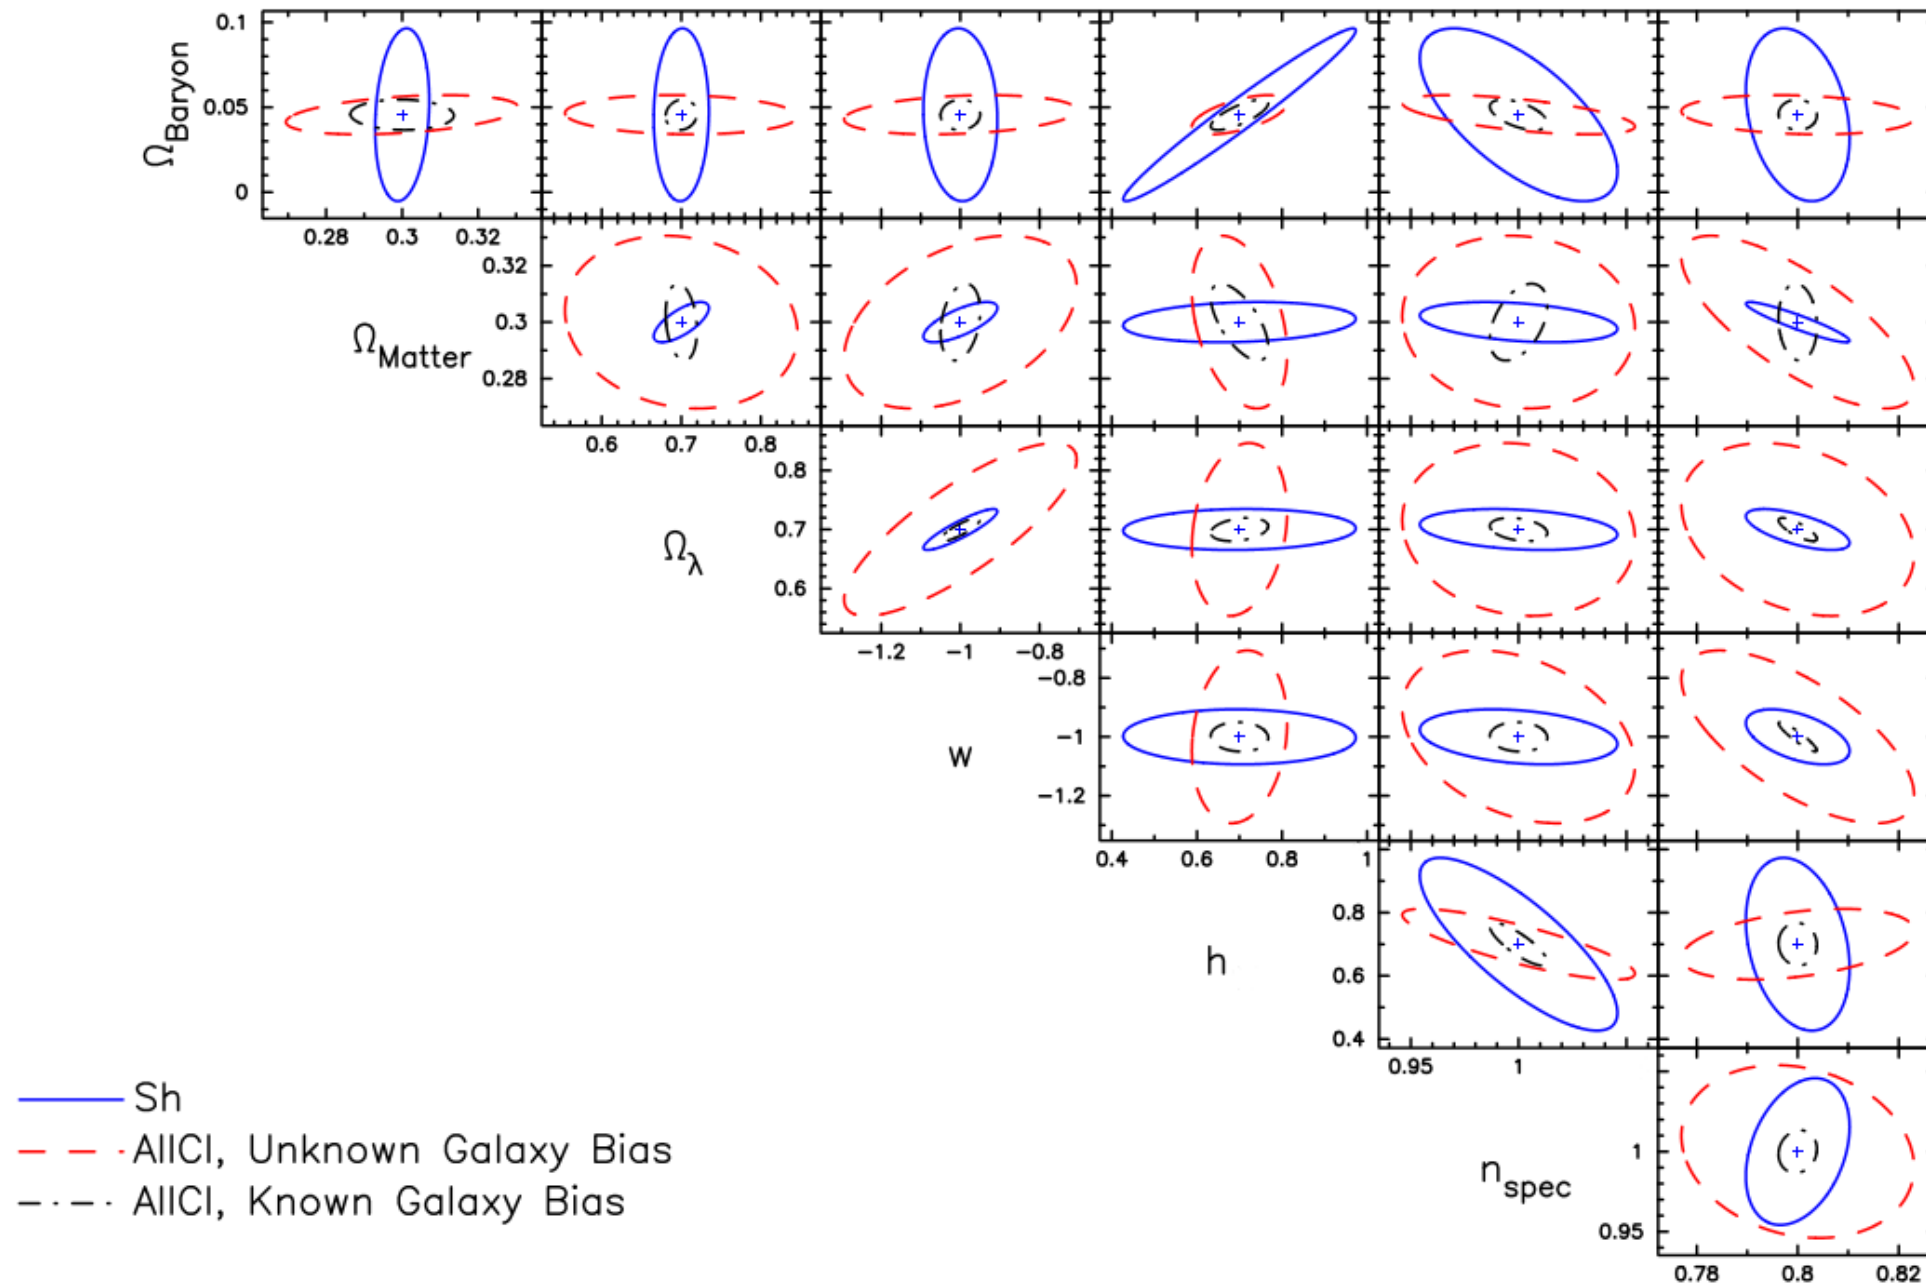 0.1
0.05
0
Ω_Baryon
0.28 0.3 0.32
0.32
0.3
0.28
Ω_Matter
0.6 0.7 0.8
0.8
0.7
0.6
Ω_λ
−1.2 −1 −0.8
−0.8
−1
−1.2
w
0.4 0.6 0.8 1
1
0.8
0.6
0.4
h
0.95 1
1
0.95
n_spec
0.78 0.8 0.82
Sh
AllCl, Unknown Galaxy Bias
AllCl, Known Galaxy Bias